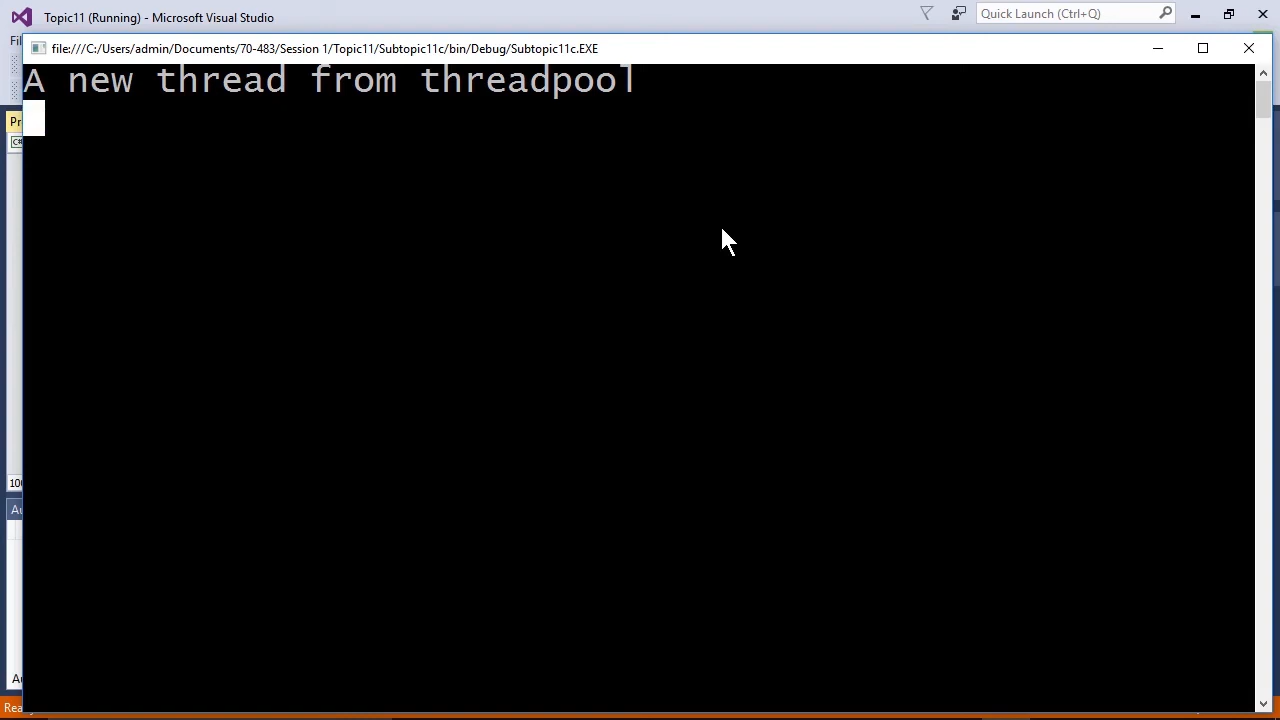 Topic11 (Running) - Microsoft Visual Studio
Quick Launch (Ctrl+Q)
file:///C:/Users/admin/Documents/70-483/Session 1/Topic11/Subtopic11c/bin/Debug/Subtopic11c.EXE
A new thread from threadpool